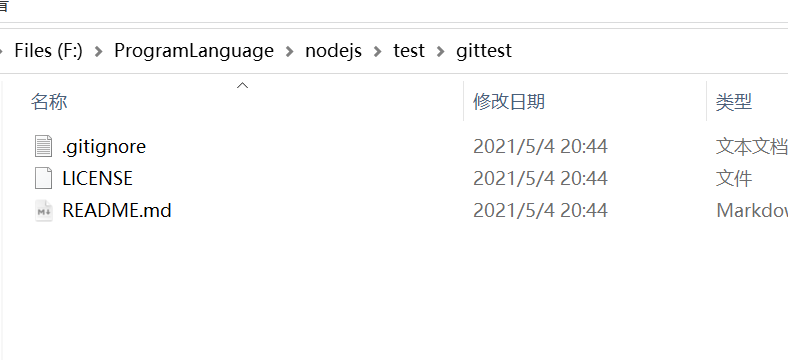 Files (F:) > ProgramLanguage > nodejs > test > gittest
名称 修改日期 类型
.gitignore 2021/5/4 20:44 文本文档
LICENSE 2021/5/4 20:44 文件
README.md 2021/5/4 20:44 Markdow